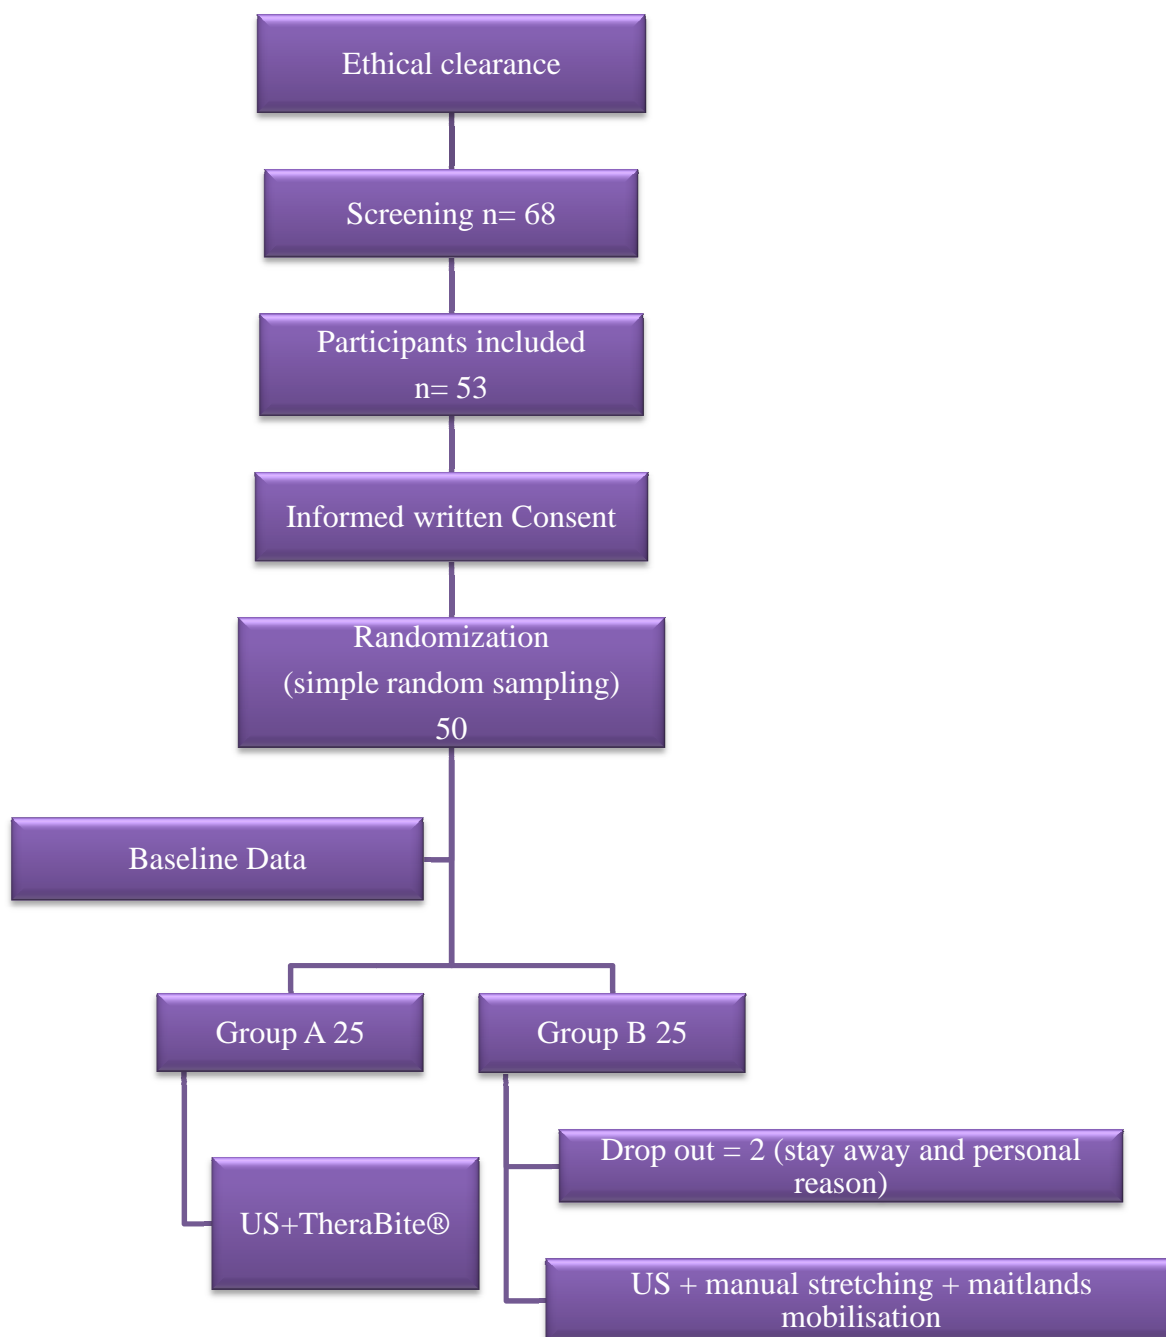 Ethical clearance
Screening n= 68
Participants included
n= 53
Informed written Consent
Randomization
(simple random sampling)
50
Baseline Data
Group A 25
Group B 25
Drop out = 2 (stay away and personal
reason)
US+TheraBite®
US + manual stretching + maitlands
mobilisation